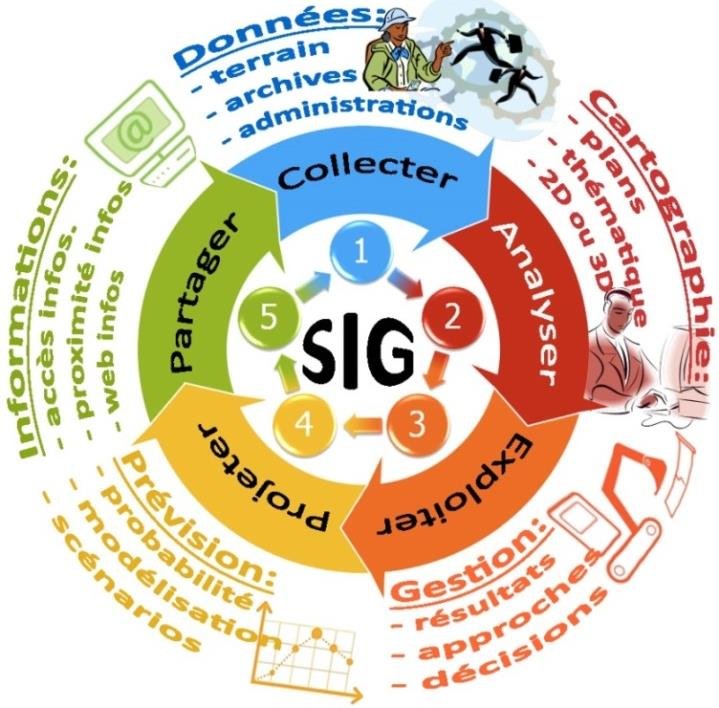 Données:
- terrain
- archives
- administrations
Cartographie:
- plans
- thématique
- 2D ou 3D
Gestion:
- résultats
- approches
- décisions
Prévision:
- probabilité
- modélisation
- scénarios
Informations:
- accès infos.
- proximité infos
- web infos
Collecter
Analyser
Exploiter
Projeter
Partager
1
2
3
4
5
SIG
@